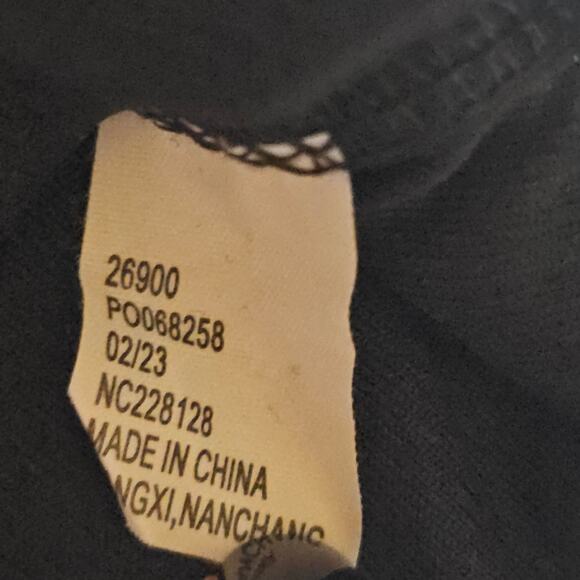 26900
PO068258
02/23
NC228128
MADE IN CHINA
NGXI,NANCHANG